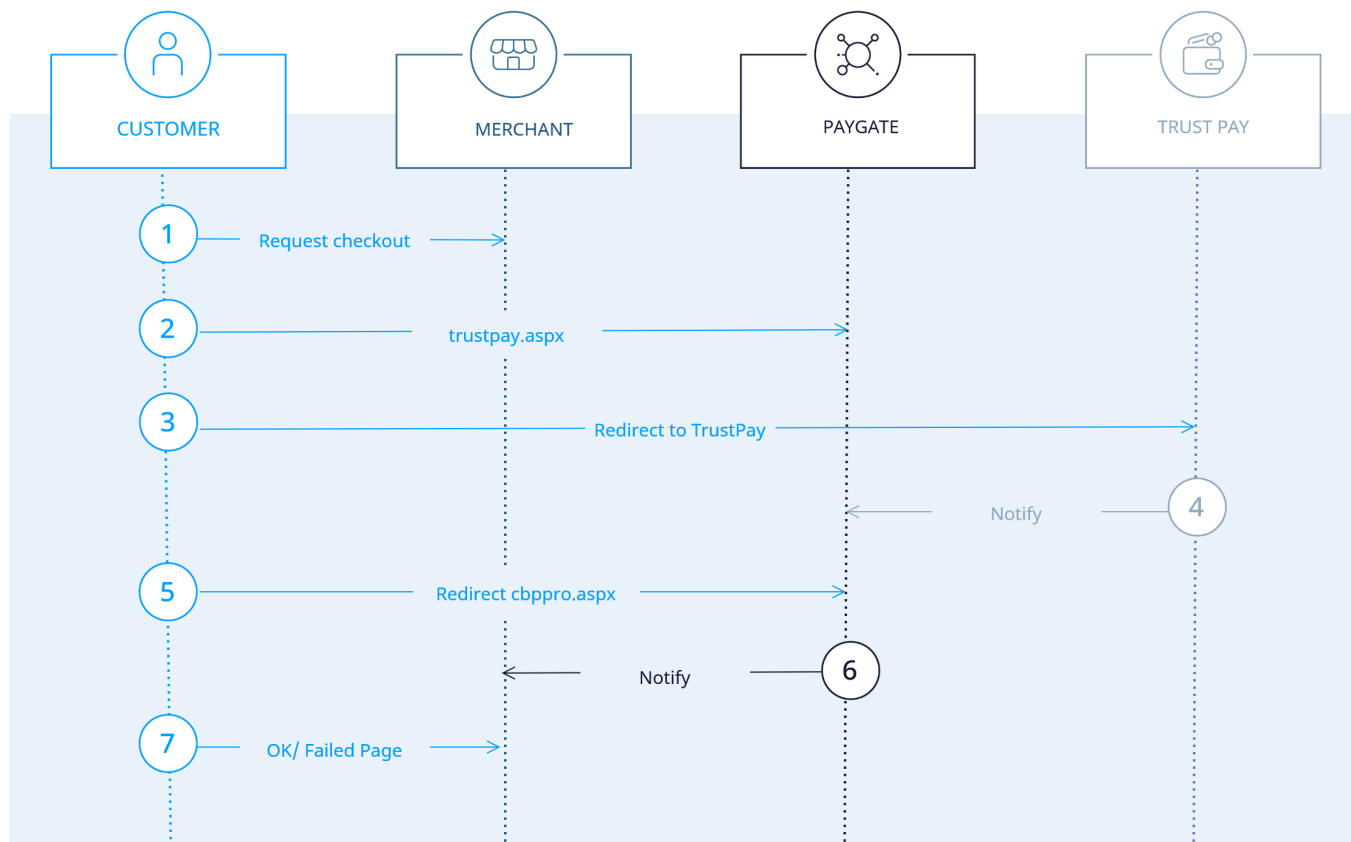 CUSTOMER
MERCHANT
PAYGATE
TRUST PAY
1
Request checkout
2
trustpay.aspx
3
Redirect to TrustPay
4
Notify
5
Redirect cbppro.aspx
6
Notify
7
OK/ Failed Page